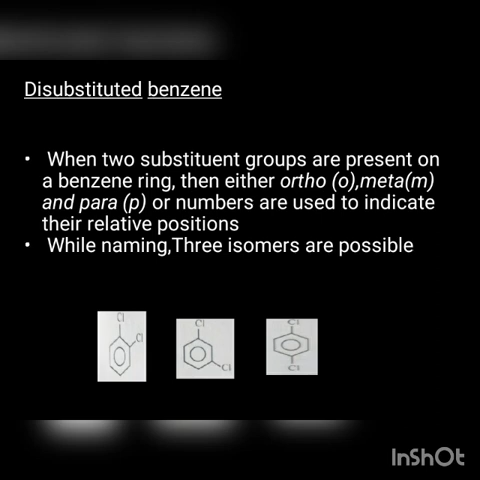 Disubstituted benzene
• When two substituent groups are present on
a benzene ring, then either ortho (o),meta(m)
and para (p) or numbers are used to indicate
their relative positions
• While naming,Three isomers are possible
Cl
Cl
Cl
Cl
Cl
Cl
InShOt